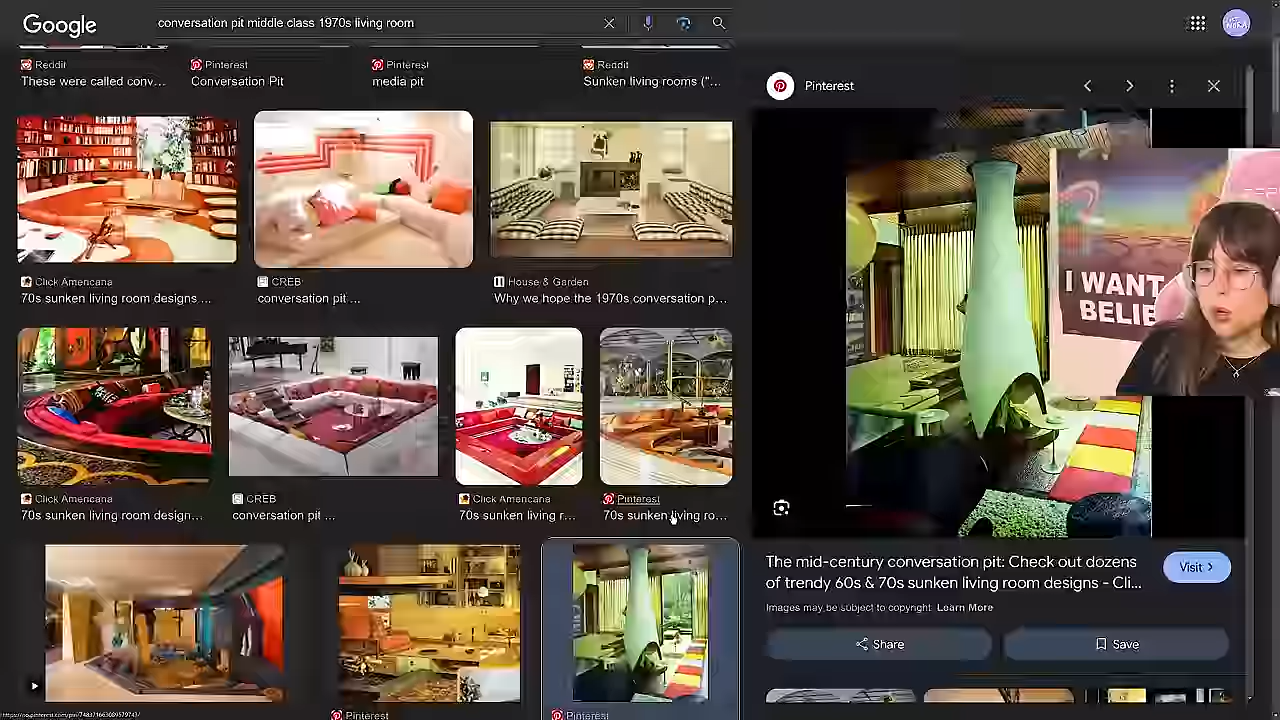 Google
conversation pit middle class 1970s living room
Reddit
These were called conv...
Pinterest
Conversation Pit
Pinterest
media pit
Reddit
Sunken living rooms ("...
Pinterest
Click Americana
70s sunken living room designs ...
CREB
conversation pit ...
House & Garden
Why we hope the 1970s conversation p...
I WANT
BELIE
Click Americana
70s sunken living room design...
CREB
conversation pit ...
Click Americana
70s sunken living r...
Pinterest
70s sunken living ro...
The mid-century conversation pit: Check out dozens
of trendy 60s & 70s sunken living room designs - Cli...
Visit
Images may be subject to copyright. Learn More
Share
Save
Pinterest
Pinterest